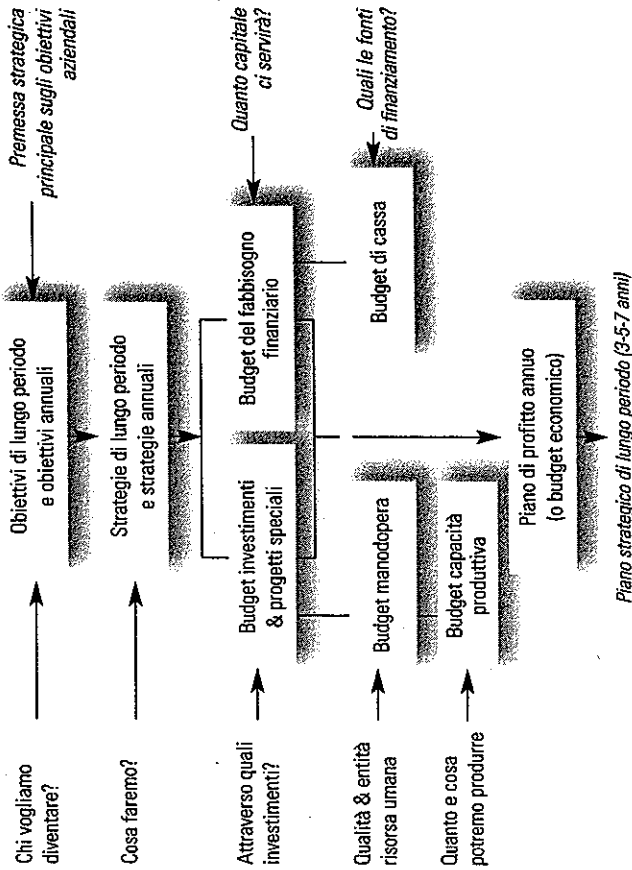 Premessa strategica
principale sugli obiettivi
aziendali
Chi vogliamo
diventare?
Obiettivi di lungo periodo
e obiettivi annuali
Cosa faremo?
Strategie di lungo periodo
e strategie annuali
Quanto capitale
ci servirà?
Attraverso quali
investimenti?
Budget investimenti
& progetti speciali
Budget del fabbisogno
finanziario
Quali le fonti
di finanziamento?
Qualità & entità
risorsa umana
Budget manodopera
Budget di cassa
Quanto e cosa
potremo produrre
Budget capacità
produttiva
Piano di profitto annuo
(o budget economico)
Piano strategico di lungo periodo (3-5-7 anni)